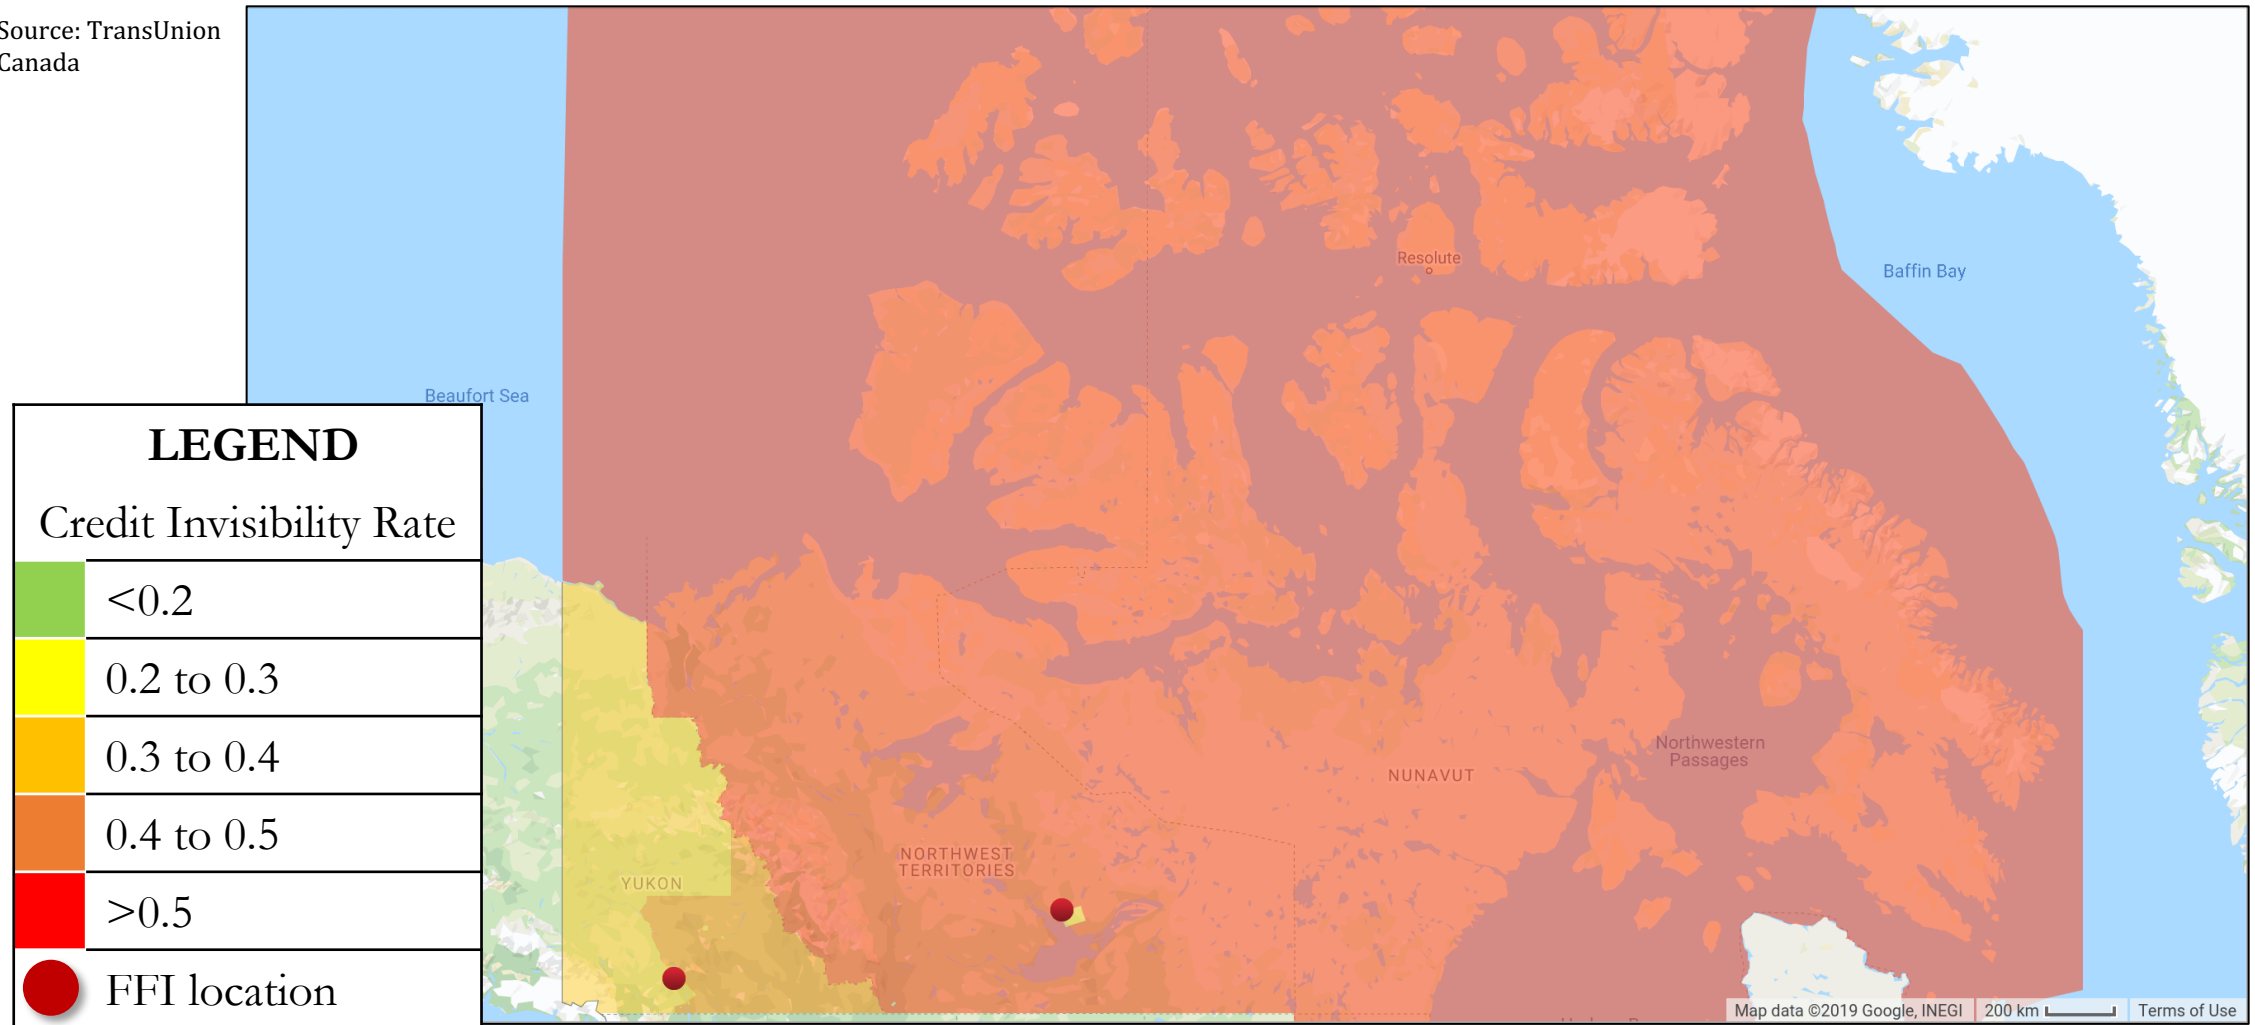 Source: TransUnion
Canada
Resolute
Baffin Bay
Beaufort Sea
LEGEND
Credit Invisibility Rate
<0.2
0.2 to 0.3
0.3 to 0.4
0.4 to 0.5
>0.5
FFI location
Northwestern
Passages
NUNAVUT
NORTHWEST
TERRITORIES
YUKON
Map data ©2019 Google, INEGI
200 km
Terms of Use